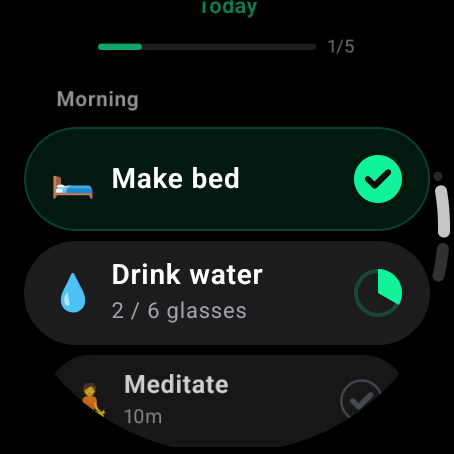 Today
1/5
Morning
Make bed
Drink water
2 / 6 glasses
Meditate
10m